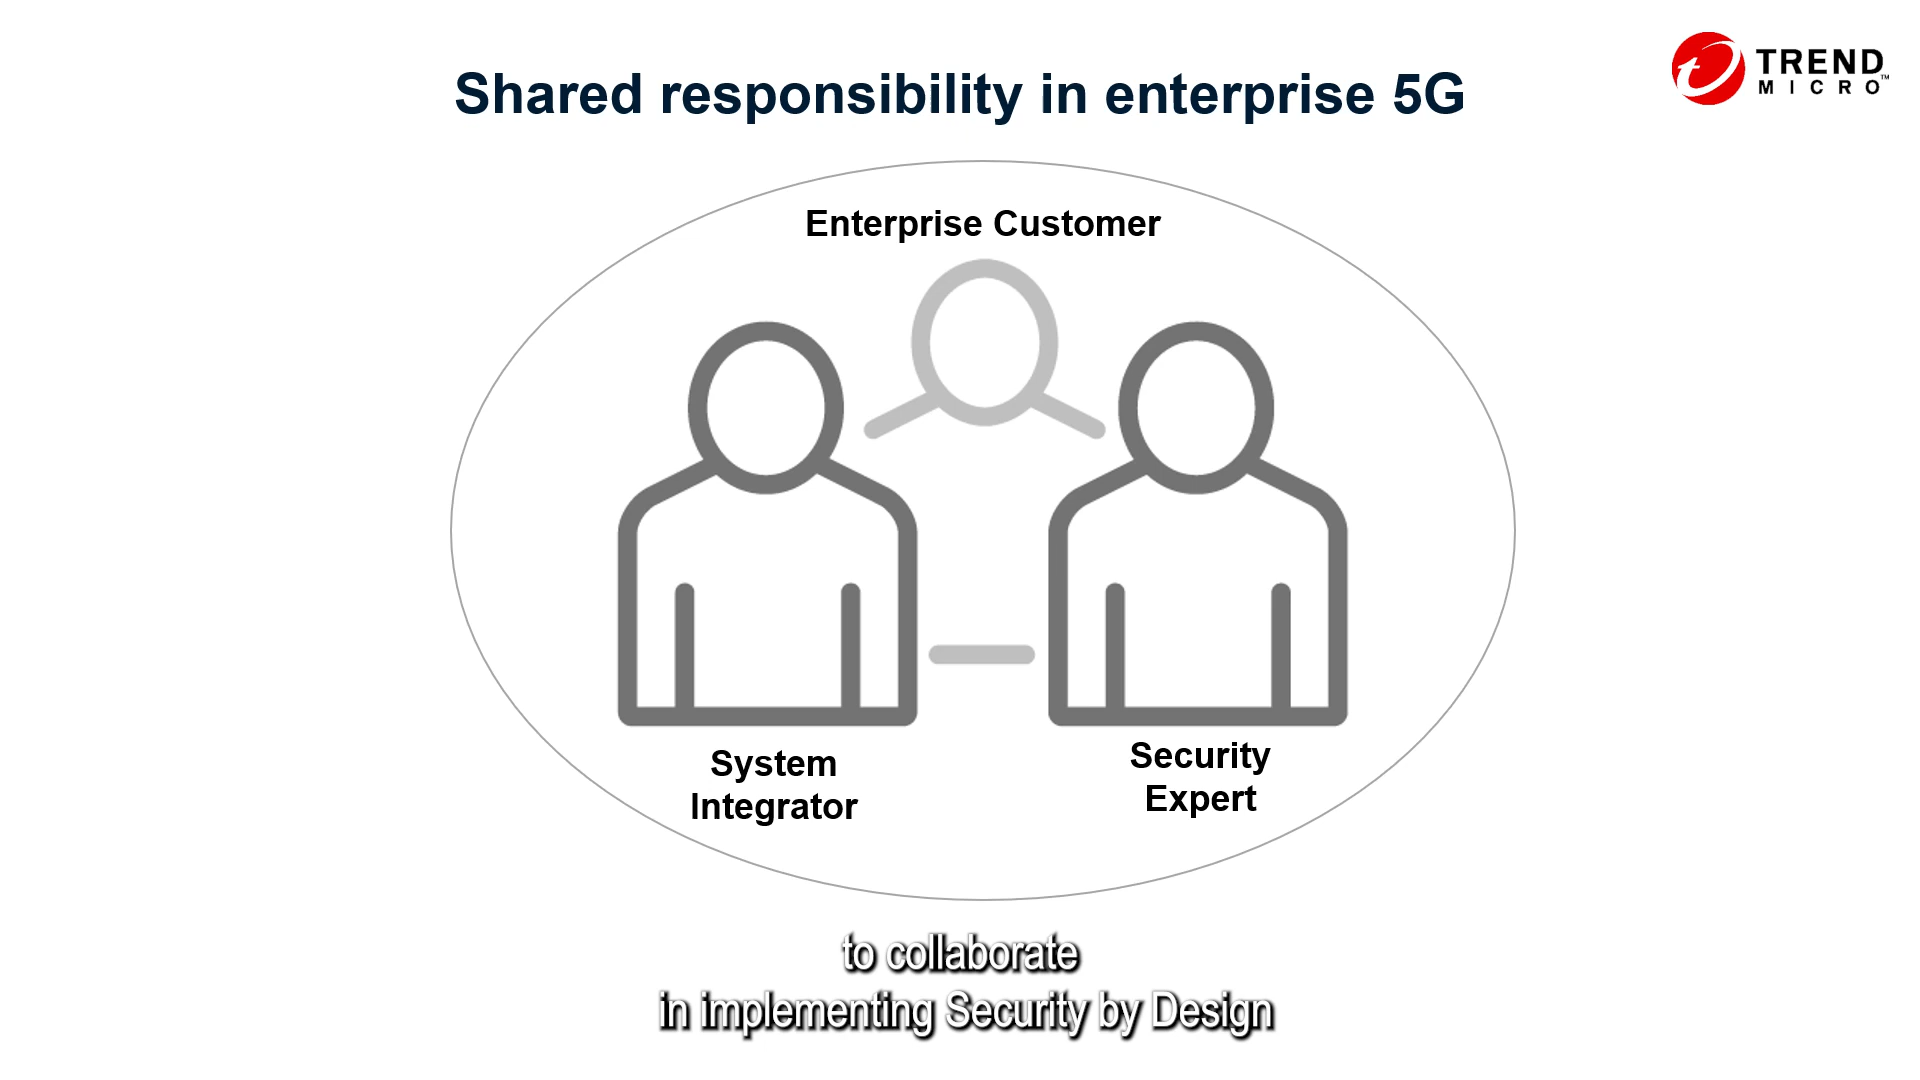 Shared responsibility in enterprise 5G
TREND
MICRO™
Enterprise Customer
System
Integrator
Security
Expert
to collaborate
in implementing Security by Design